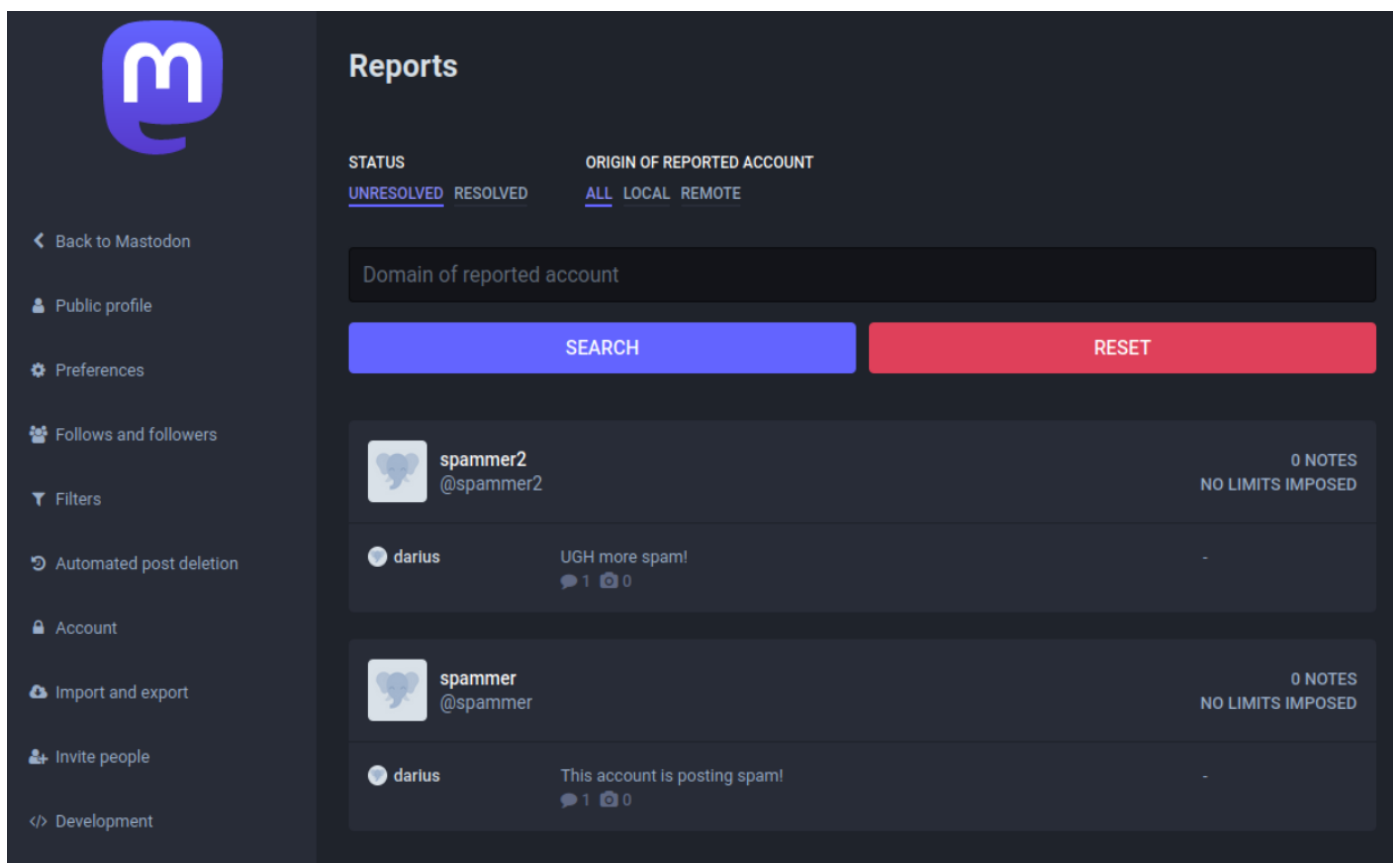 Reports
STATUS
UNRESOLVED RESOLVED
ORIGIN OF REPORTED ACCOUNT
ALL LOCAL REMOTE
Back to Mastodon
Public profile
Preferences
Follows and followers
Filters
Automated post deletion
Account
Import and export
Invite people
Development
Domain of reported account
SEARCH
RESET
spammer2
@spammer2
0 NOTES
NO LIMITS IMPOSED
darius
UGH more spam!
1 0
-
spammer
@spammer
0 NOTES
NO LIMITS IMPOSED
darius
This account is posting spam!
1 0
-